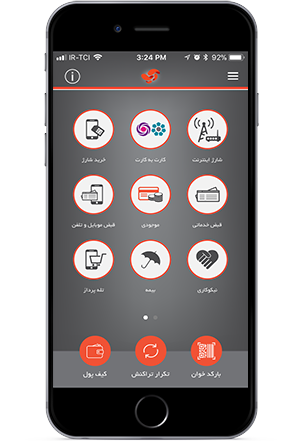 IR-TCI 3:24 PM 92%
شارژ اینترنت
کارت به کارت
خرید شارژ
قبض خدماتی
موجودی
قبض موبایل و تلفن
نیکوکاری
بیمه
تله پرداز
بارکد خوان
تکرار تراکنش
کیف پول